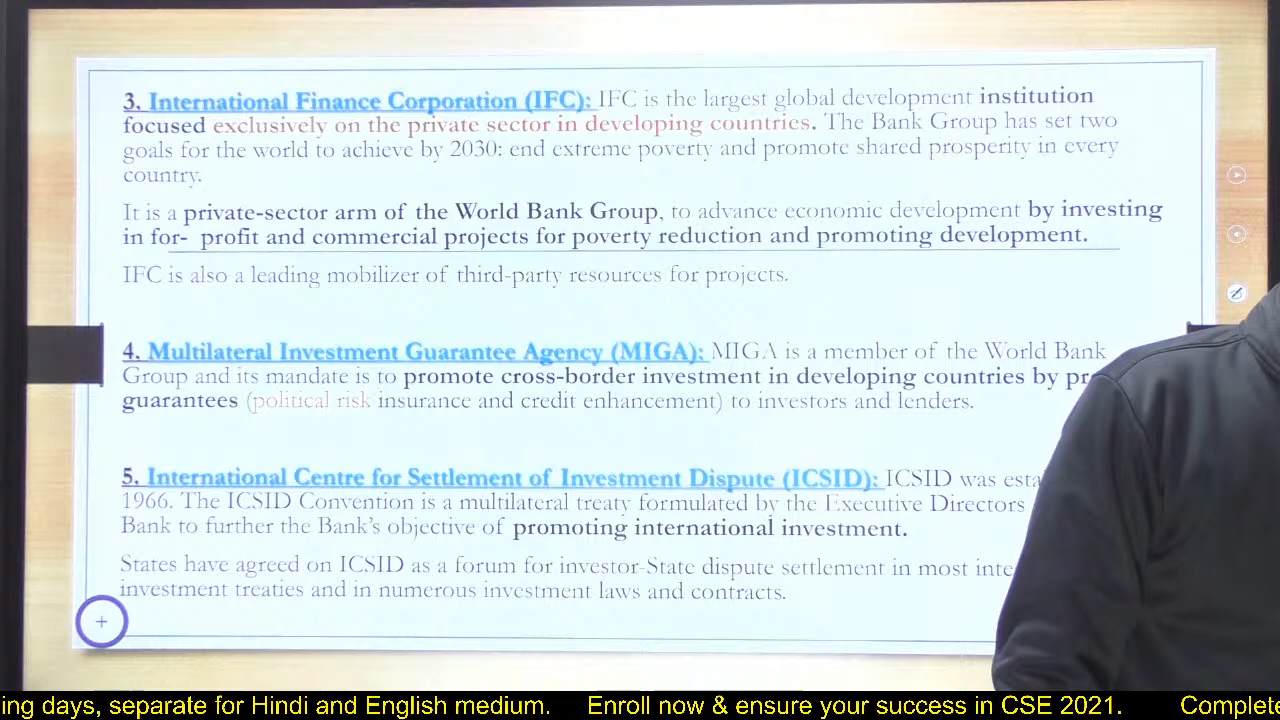 3. International Finance Corporation (IFC): IFC is the largest global development institution
focused exclusively on the private sector in developing countries. The Bank Group has set two
goals for the world to achieve by 2030: end extreme poverty and promote shared prosperity in every
country.
It is a private-sector arm of the World Bank Group, to advance economic development by investing
in for- profit and commercial projects for poverty reduction and promoting development.
IFC is also a leading mobilizer of third-party resources for projects.
4. Multilateral Investment Guarantee Agency (MIGA): MIGA is a member of the World Bank
Group and its mandate is to promote cross-border investment in developing countries by
guarantees (political risk insurance and credit enhancement) to investors and lenders.
5. International Centre for Settlement of Investment Dispute (ICSID): ICSID was
1966. The ICSID Convention is a multilateral treaty formulated by the Executive Directors
Bank to further the Bank's objective of promoting international investment.
States have agreed on ICSID as a forum for investor-State dispute settlement in most
investment treaties and in numerous investment laws and contracts.
+
ing days, separate for Hindi and English medium. Enroll now & ensure your success in CSE 2021. Complete